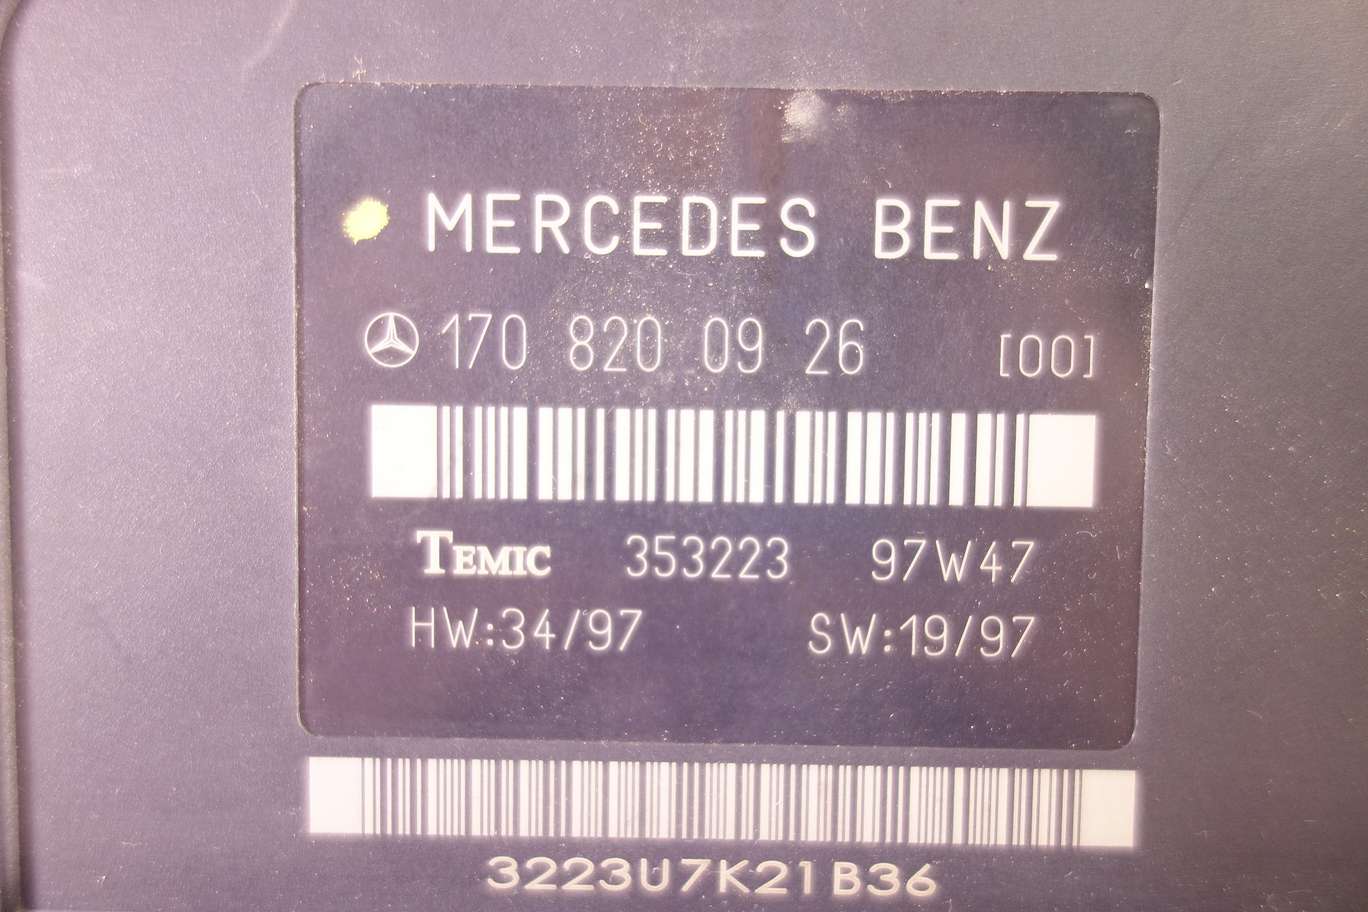 MERCEDES BENZ
170 820 09 26 [00]
TEMIC 353223 97W47
HW:34/97 SW:19/97
3223U7K21B36